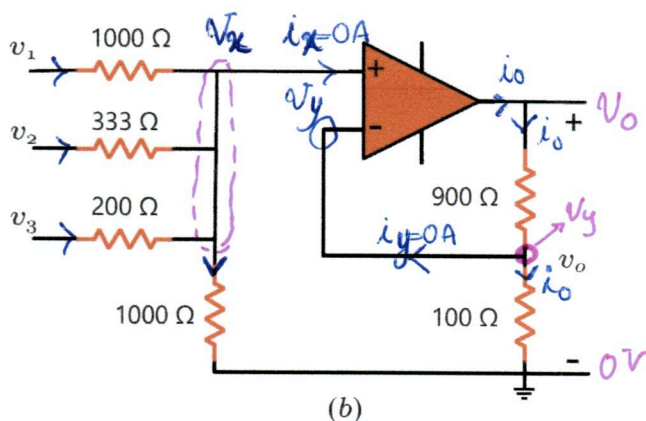 1000 Ω
Vx
ix=0A
v1
+
io
Vo
+
Vy
io
333 Ω
v2
-
900 Ω
200 Ω
v3
iy=0A
Vy
vo
io
1000 Ω
100 Ω
-
0V
(b)